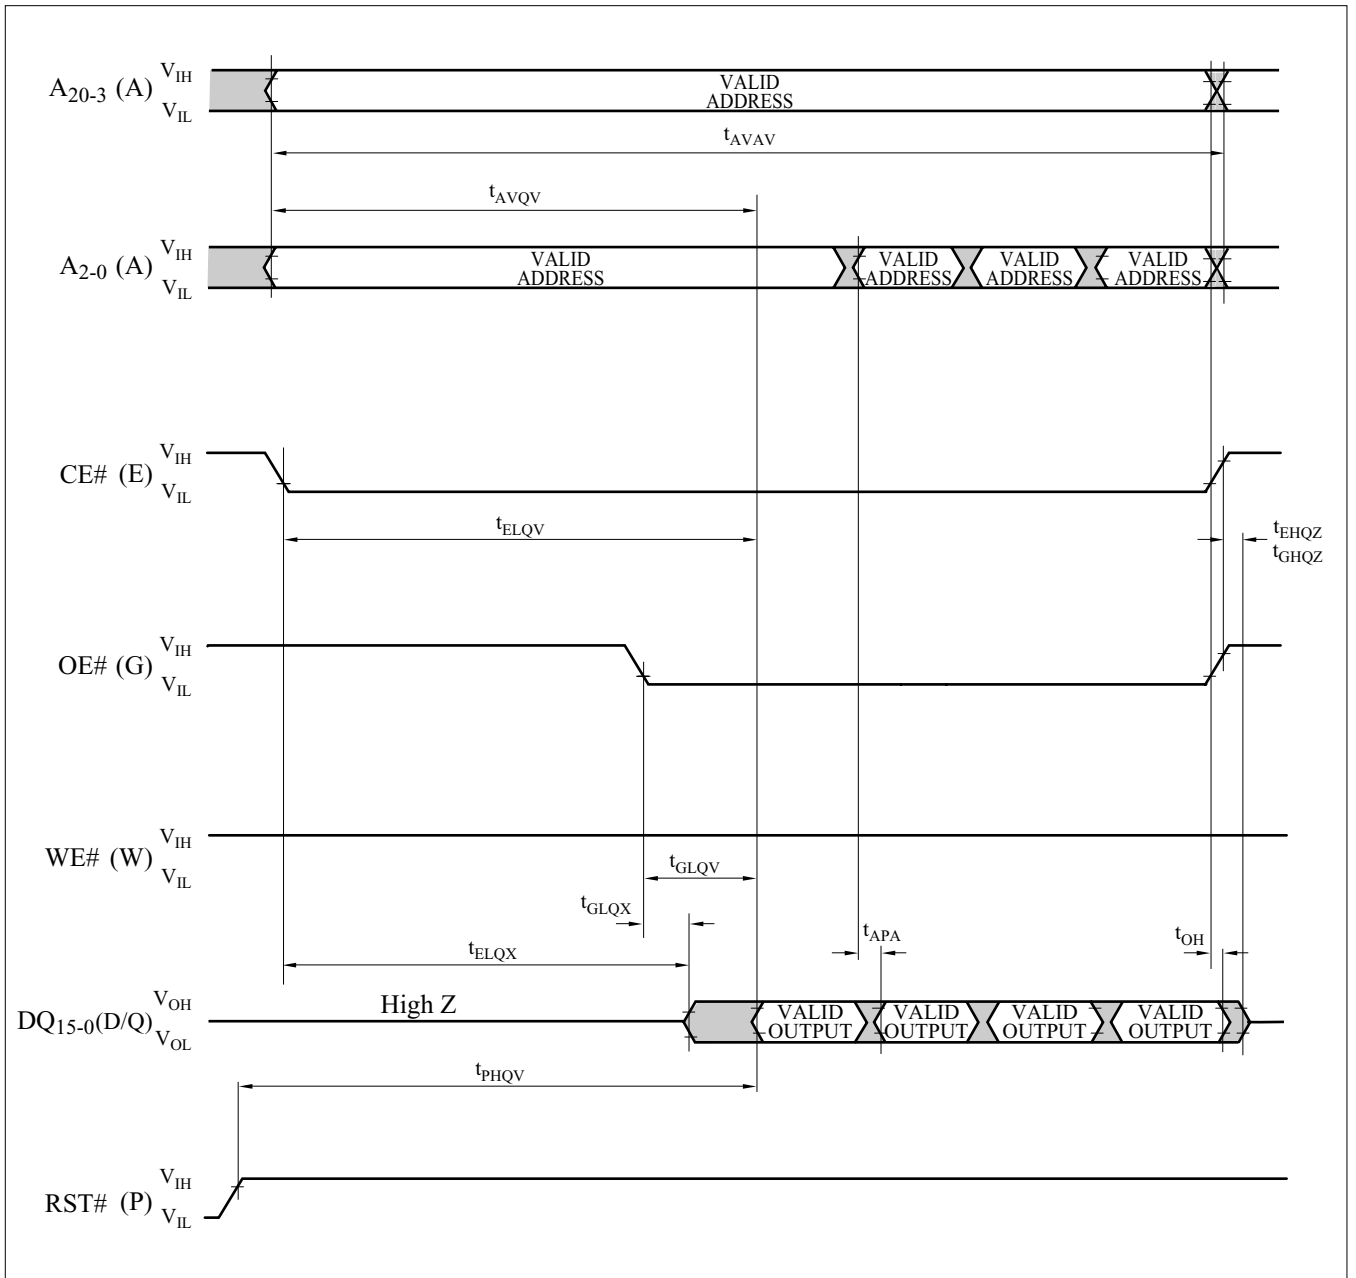 A20-3 (A) VIH
VIL
VALID
ADDRESS
tAVAV
tAVQV
A2-0 (A) VIH
VIL
VALID
ADDRESS
VALID
ADDRESS
VALID
ADDRESS
VALID
ADDRESS
CE# (E) VIH
VIL
tELQV
tEHQZ
tGHQZ
OE# (G) VIH
VIL
WE# (W) VIH
VIL
tGLQV
tGLQX
tELQX
tAPA
tOH
DQ15-0(D/Q) VOH
VOL
High Z
VALID
OUTPUT
VALID
OUTPUT
VALID
OUTPUT
VALID
OUTPUT
tPHQV
RST# (P) VIH
VIL